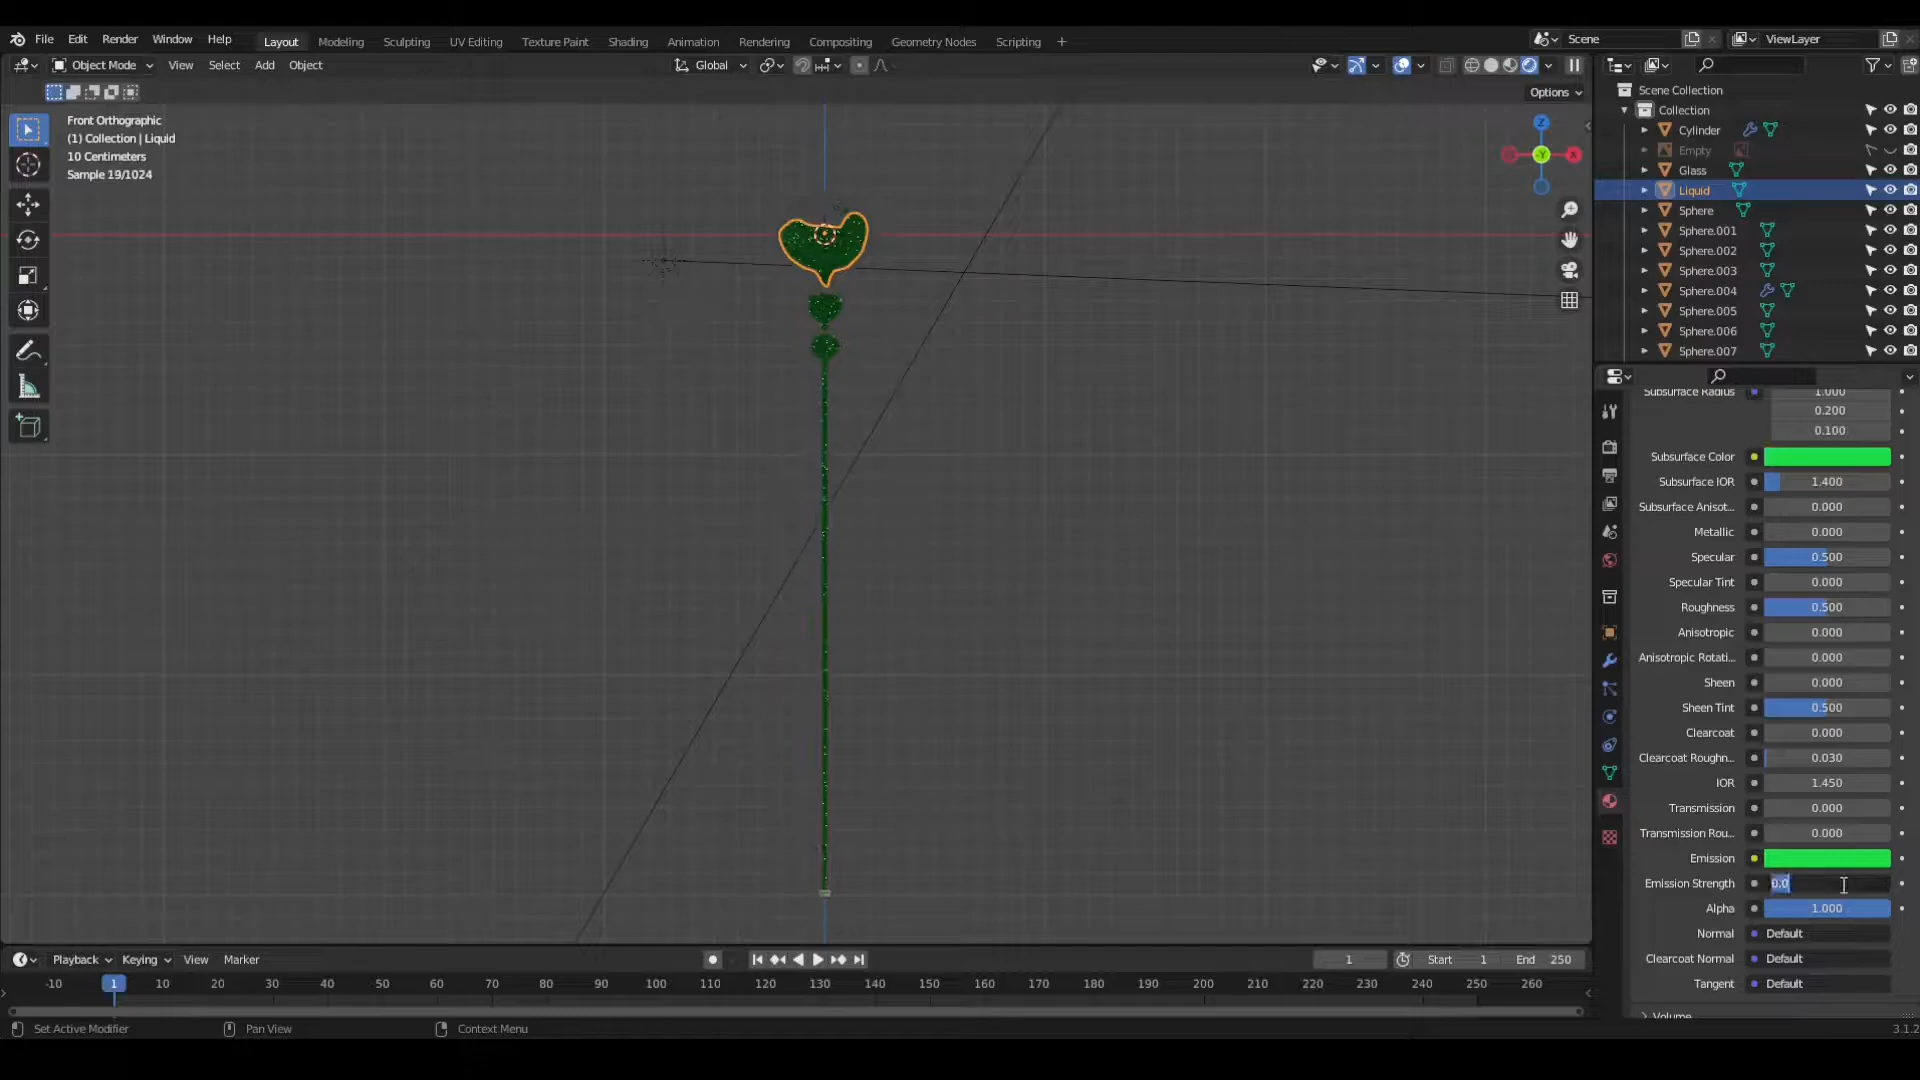 File Edit Render Window Help Layout Modeling Sculpting UV Editing Texture Paint Shading Animation Rendering Compositing Geometry Nodes Scripting + Scene ViewLayer
Object Mode View Select Add Object Global
Options
Front Orthographic
(1) Collection | Liquid
10 Centimeters
Sample 19/1024
Z
X
-Y
Scene Collection
Collection
Cylinder
Empty
Glass
Liquid
Sphere
Sphere.001
Sphere.002
Sphere.003
Sphere.004
Sphere.005
Sphere.006
Sphere.007
Subsurface Radius 1.000
0.200
0.100
Subsurface Color
Subsurface IOR 1.400
Subsurface Anisot... 0.000
Metallic 0.000
Specular 0.500
Specular Tint 0.000
Roughness 0.500
Anisotropic 0.000
Anisotropic Rotati... 0.000
Sheen 0.000
Sheen Tint 0.500
Clearcoat 0.000
Clearcoat Roughn... 0.030
IOR 1.450
Transmission 0.000
Transmission Rou... 0.000
Emission
Emission Strength 0.0
Alpha 1.000
Normal Default
Clearcoat Normal Default
Tangent Default
Volume
Playback Keying View Marker 1 Start 1 End 250
-10 1 10 20 30 40 50 60 70 80 90 100 110 120 130 140 150 160 170 180 190 200 210 220 230 240 250 260
Set Active Modifier Pan View Context Menu 3.1.2